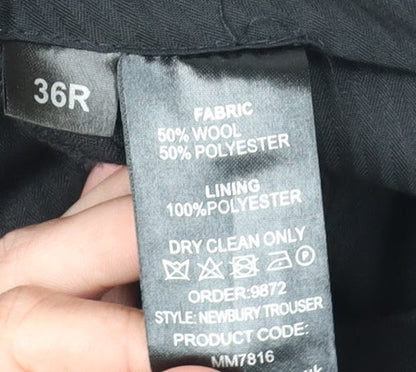 36R
FABRIC
50% WOOL
50% POLYESTER
LINING
100%POLYESTER
DRY CLEAN ONLY
ORDER:9872
STYLE: NEWBURY TROUSER
PRODUCT CODE:
MM7816